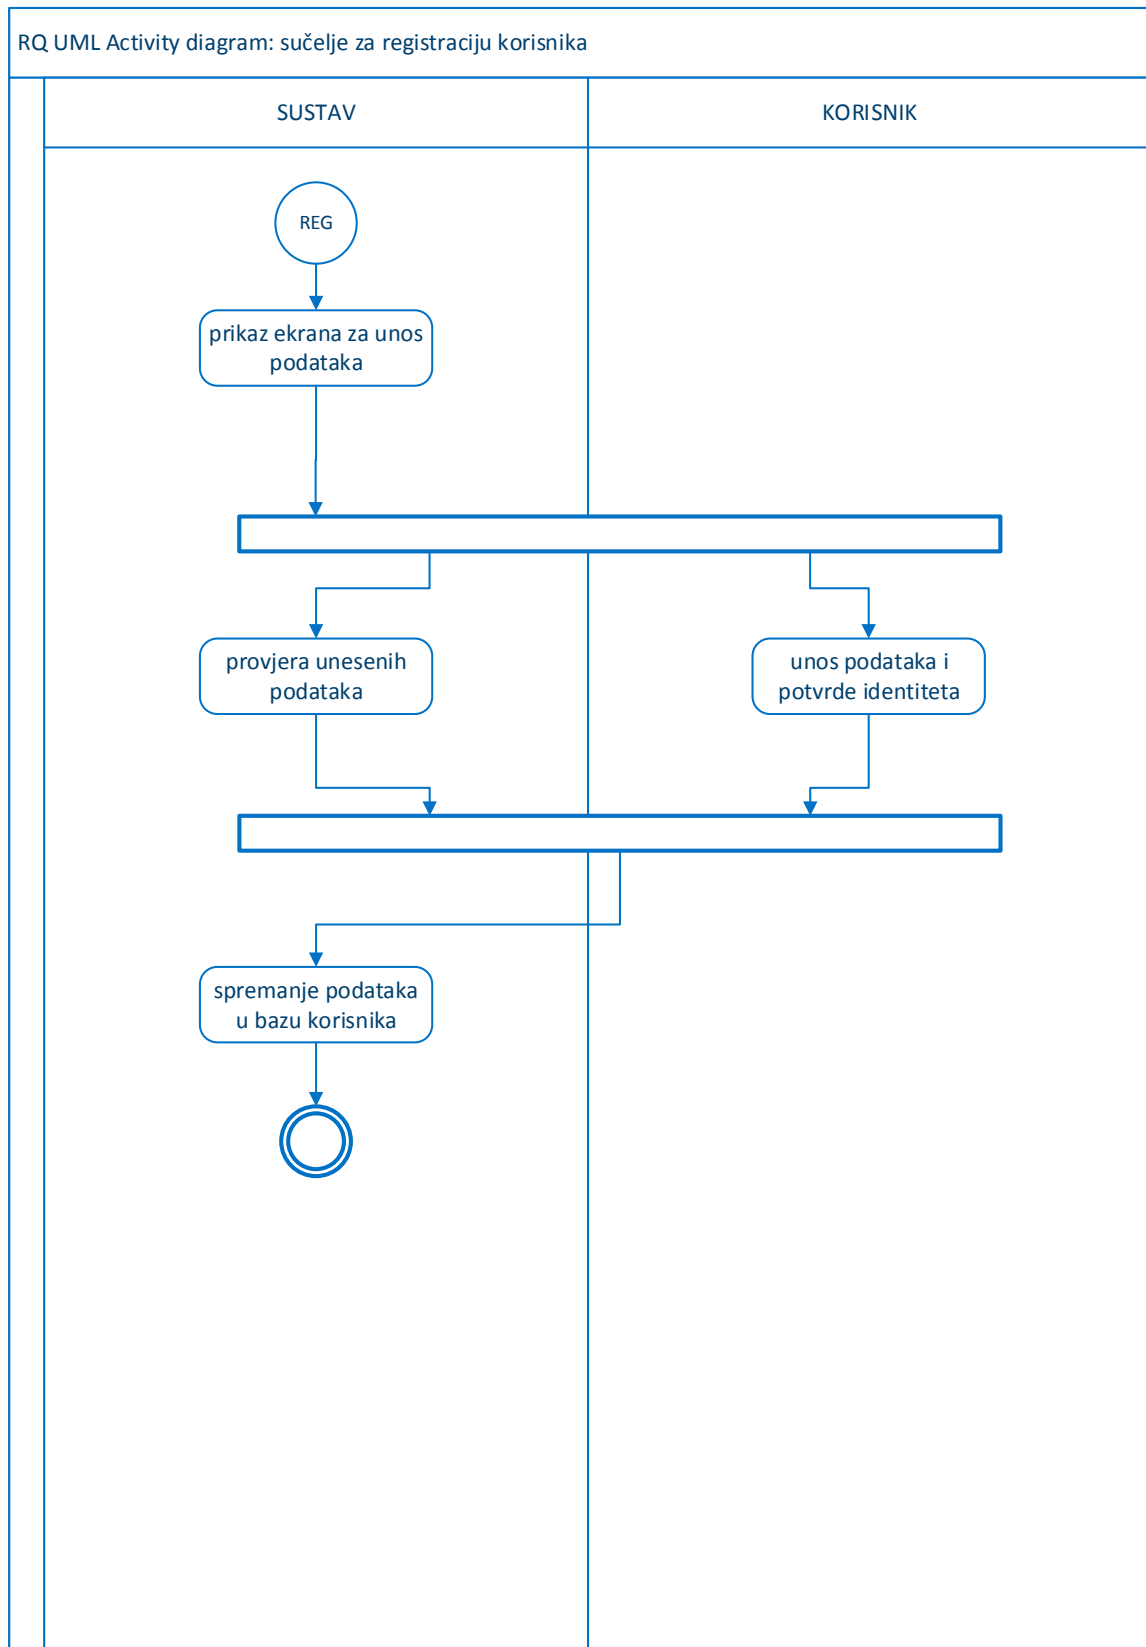 RQ UML Activity diagram: sučelje za registraciju korisnika
SUSTAV
KORISNIK
REG
prikaz ekrana za unos
podataka
provjera unesenih
podataka
unos podataka i
potvrde identiteta
spremanje podataka
u bazu korisnika